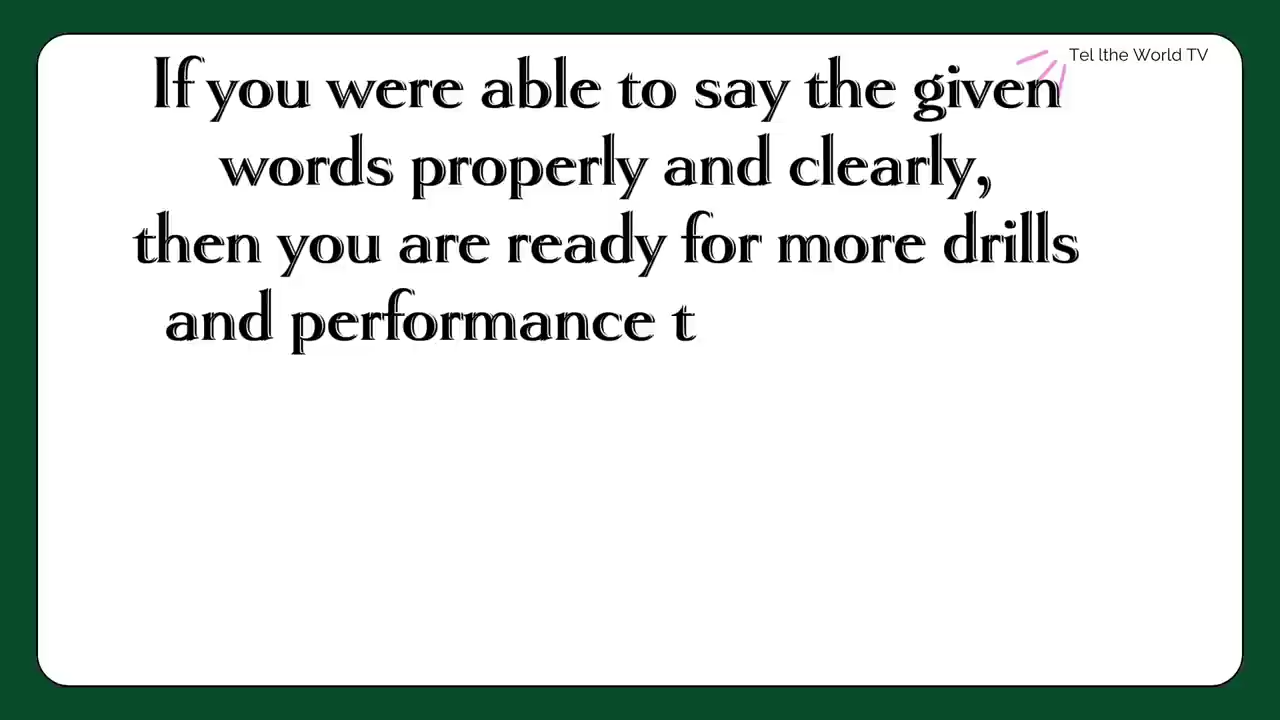 Tel lthe World TV
If you were able to say the given
words properly and clearly,
then you are ready for more drills
and performance t